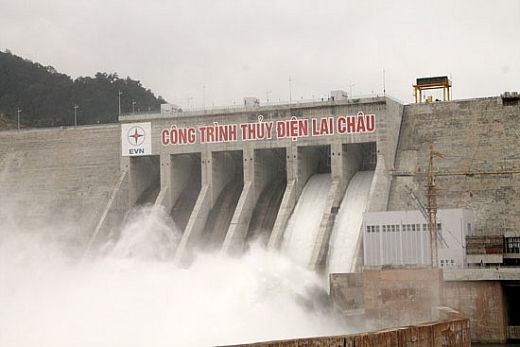 CÔNG TRÌNH THỦY ĐIỆN LAI CHÂU
EVN